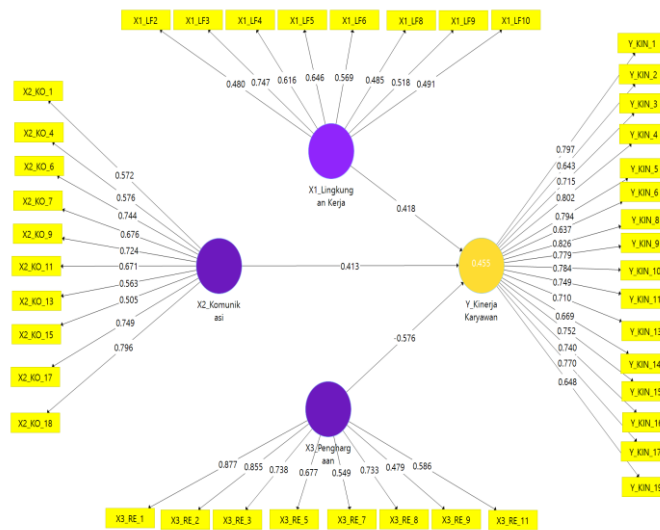 X1_LF2 X1_LF3 X1_LF4 X1_LF5 X1_LF6 X1_LF8 X1_LF9 X1_LF10
0.480 0.747 0.616 0.646 0.569 0.485 0.518 0.491
X1_Lingkung
an Kerja
X2_KO_1
X2_KO_4
X2_KO_6
X2_KO_7
X2_KO_9
X2_KO_11
X2_KO_13
X2_KO_15
X2_KO_17
X2_KO_18
0.572
0.576
0.744
0.676
0.724
0.671
0.563
0.505
0.749
0.796
X2_Komunik
asi
0.418
0.413
-0.576
0.455
Y_Kinerja
Karyawan
0.797
0.643
0.715
0.802
0.794
0.637
0.826
0.779
0.784
0.749
0.710
0.669
0.752
0.740
0.770
0.648
Y_KIN_1
Y_KIN_2
Y_KIN_3
Y_KIN_4
Y_KIN_5
Y_KIN_6
Y_KIN_8
Y_KIN_9
Y_KIN_10
Y_KIN_11
Y_KIN_13
Y_KIN_14
Y_KIN_15
Y_KIN_16
Y_KIN_17
Y_KIN_19
X3_Pengharg
aan
0.877 0.855 0.738 0.677 0.549 0.733 0.479 0.586
X3_RE_1 X3_RE_2 X3_RE_3 X3_RE_5 X3_RE_7 X3_RE_8 X3_RE_9 X3_RE_11